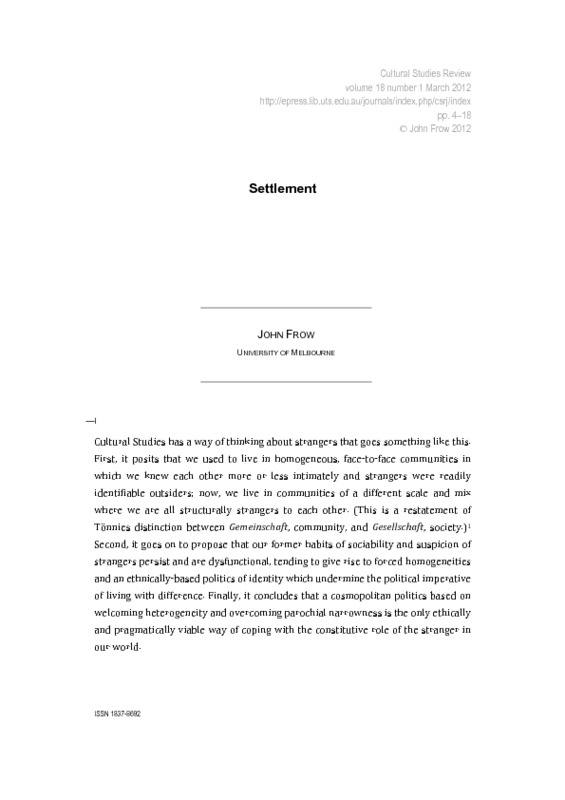 Cultural Studies Review
volume 18 number 1 March 2012
http://epress.lib.uts.edu.au/journals/index.php/csrj/index
pp. 4–18
© John Frow 2012
Settlement
JOHN FROW
UNIVERSITY OF MELBOURNE
—I
Cultural Studies has a way of thinking about strangers that goes something like this.
First, it posits that we used to live in homogeneous, face-to-face communities in
which we knew each other more or less intimately and strangers were readily
identifiable outsiders; now, we live in communities of a different scale and mix
where we are all structurally strangers to each other. (This is a restatement of
Tönnies distinction between Gemeinschaft, community, and Gesellschaft, society.)¹
Second, it goes on to propose that our former habits of sociability and suspicion of
strangers persist and are dysfunctional, tending to give rise to forced homogeneities
and an ethnically-based politics of identity which undermine the political imperative
of living with difference. Finally, it concludes that a cosmopolitan politics based on
welcoming heterogeneity and overcoming parochial narrowness is the only ethically
and pragmatically viable way of coping with the constitutive role of the stranger in
our world.
ISSN 1837-8692